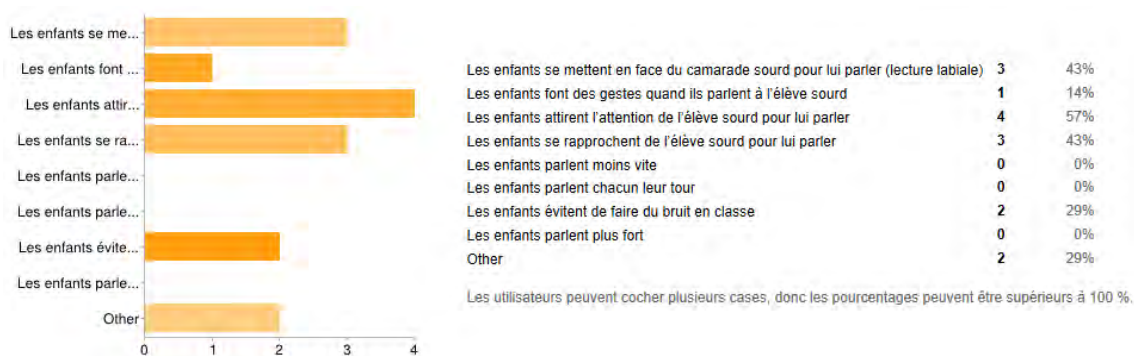 Les enfants se me...
Les enfants font ...
Les enfants attir...
Les enfants se ra...
Les enfants parle...
Les enfants parle...
Les enfants évite...
Les enfants parle...
Other
0 1 2 3 4
Les enfants se mettent en face du camarade sourd pour lui parler (lecture labiale) 3 43%
Les enfants font des gestes quand ils parlent à l'élève sourd 1 14%
Les enfants attirent l'attention de l'élève sourd pour lui parler 4 57%
Les enfants se rapprochent de l'élève sourd pour lui parler 3 43%
Les enfants parlent moins vite 0 0%
Les enfants parlent chacun leur tour 0 0%
Les enfants évitent de faire du bruit en classe 2 29%
Les enfants parlent plus fort 0 0%
Other 2 29%
Les utilisateurs peuvent cocher plusieurs cases, donc les pourcentages peuvent être supérieurs à 100 %.